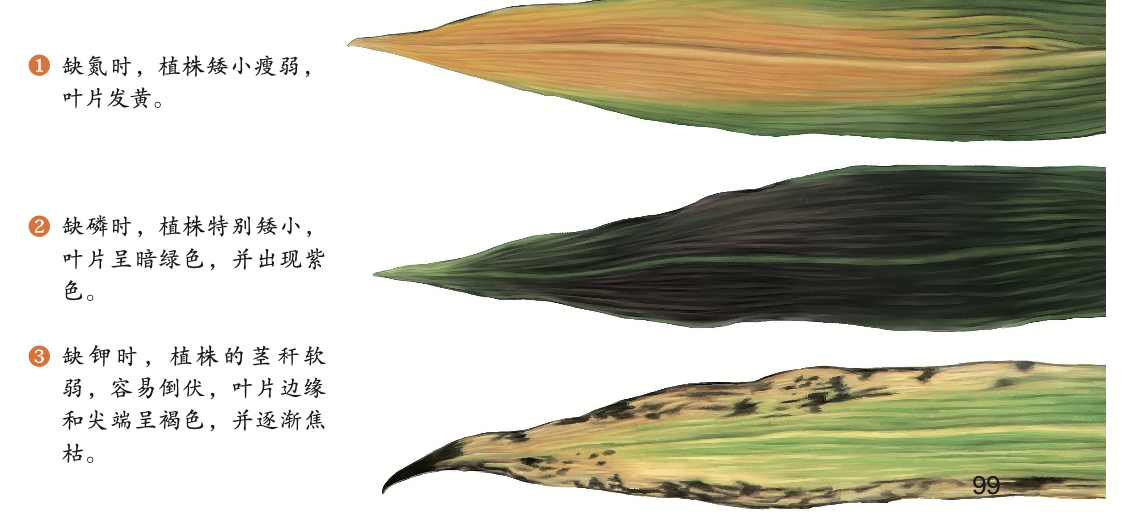 ❶ 缺氮时，植株矮小瘦弱，
叶片发黄。
❷ 缺磷时，植株特别矮小，
叶片呈暗绿色，并出现紫
色。
❸ 缺钾时，植株的茎秆软
弱，容易倒伏，叶片边缘
和尖端呈褐色，并逐渐焦
枯。
99